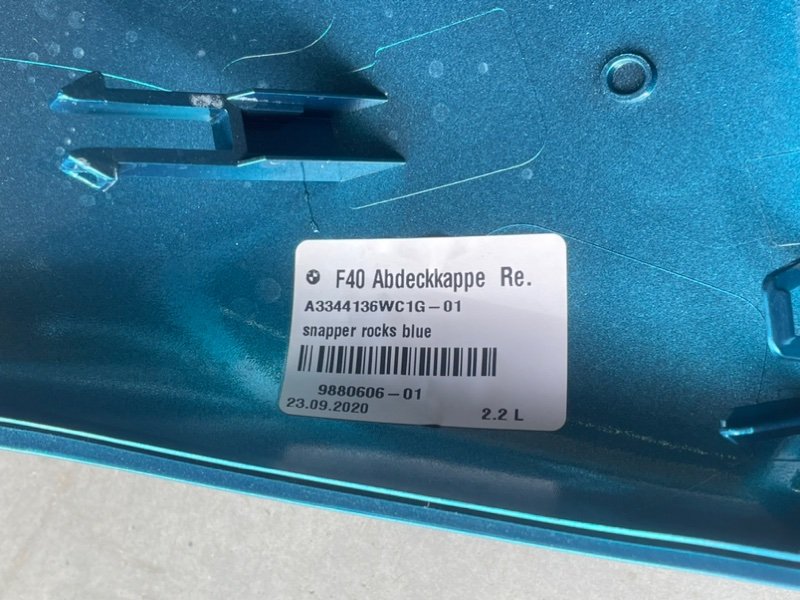 F40 Abdeckkappe Re.
A3344136WC1G-01
snapper rocks blue
9880606-01
23.09.2020
2.2 L